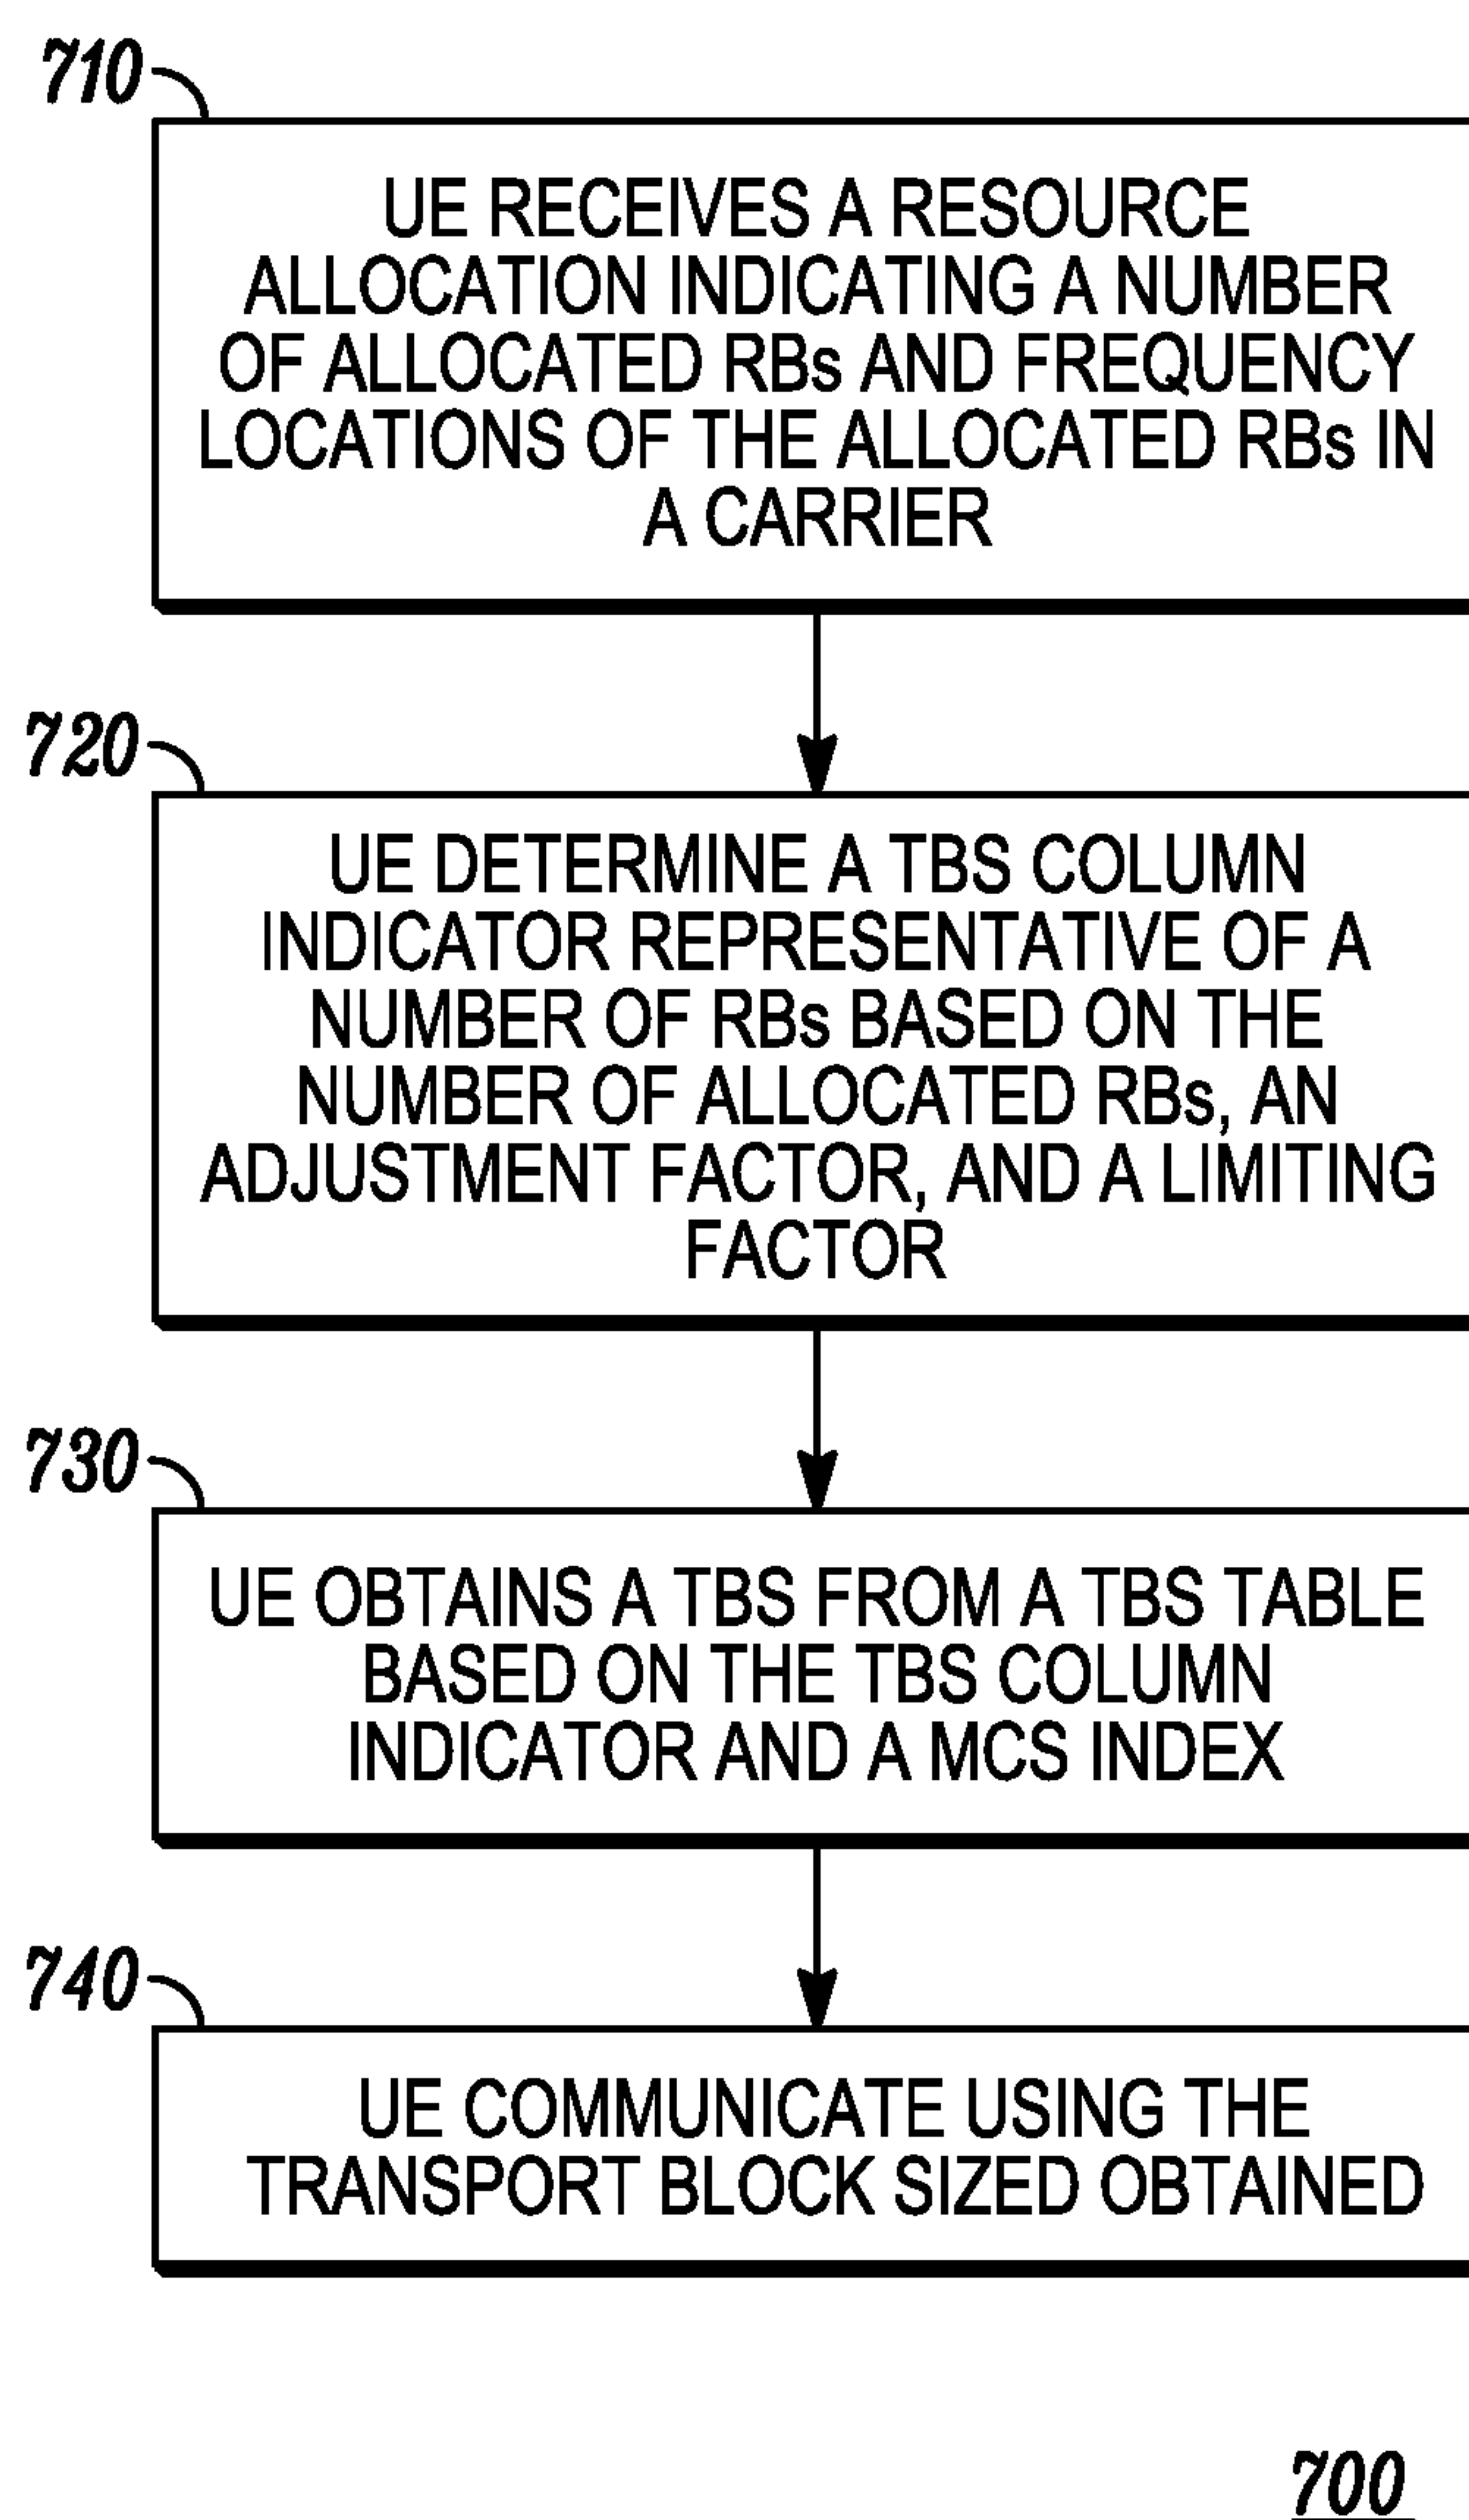 710
UE RECEIVES A RESOURCE
ALLOCATION INDICATING A NUMBER
OF ALLOCATED RBs AND FREQUENCY
LOCATIONS OF THE ALLOCATED RBs IN
A CARRIER
720
UE DETERMINE A TBS COLUMN
INDICATOR REPRESENTATIVE OF A
NUMBER OF RBs BASED ON THE
NUMBER OF ALLOCATED RBs, AN
ADJUSTMENT FACTOR, AND A LIMITING
FACTOR
730
UE OBTAINS A TBS FROM A TBS TABLE
BASED ON THE TBS COLUMN
INDICATOR AND A MCS INDEX
740
UE COMMUNICATE USING THE
TRANSPORT BLOCK SIZED OBTAINED
700